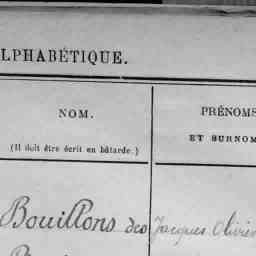 LPHABÉTIQUE.
NOM.
PRÉNOMS
(Il doit être écrit en bâtarde.)
ET SURNOM
Bouillons des Jacques Olivier